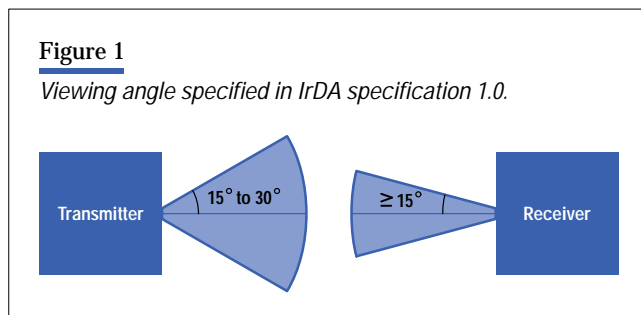 Figure 1
Viewing angle specified in IrDA specification 1.0.
Transmitter
15° to 30°
≥ 15°
Receiver